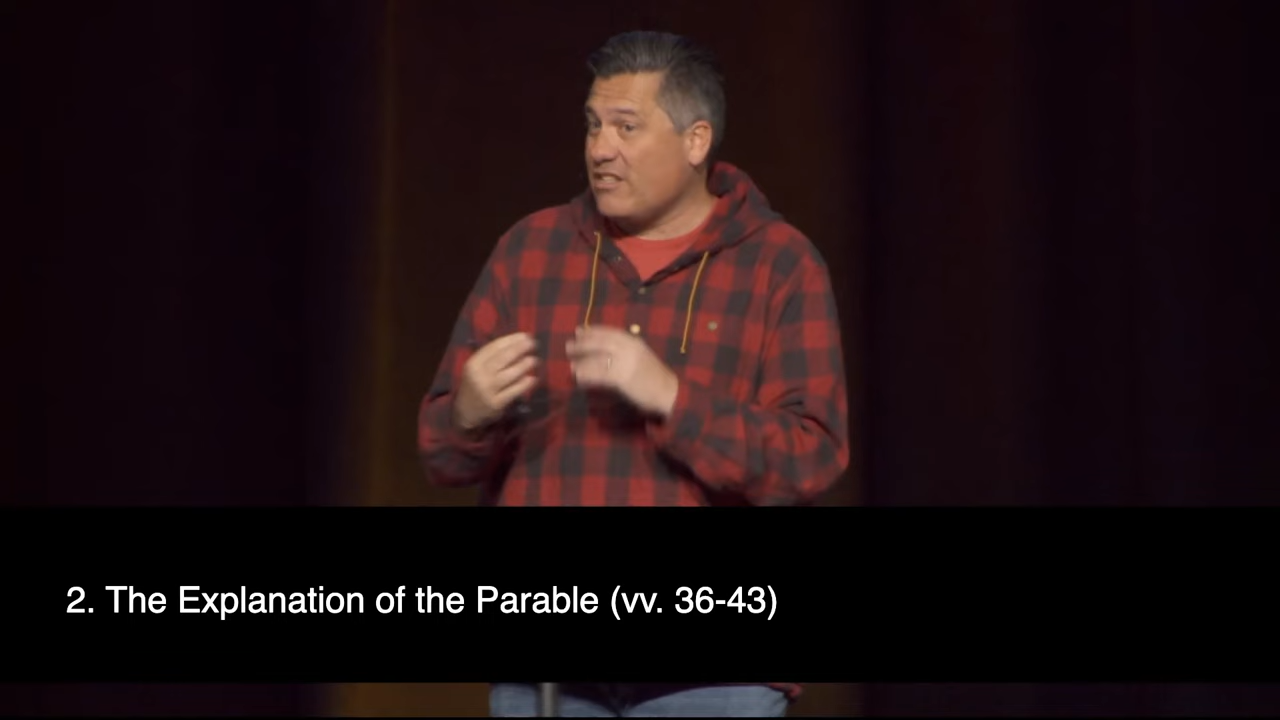 2. The Explanation of the Parable (vv. 36-43)